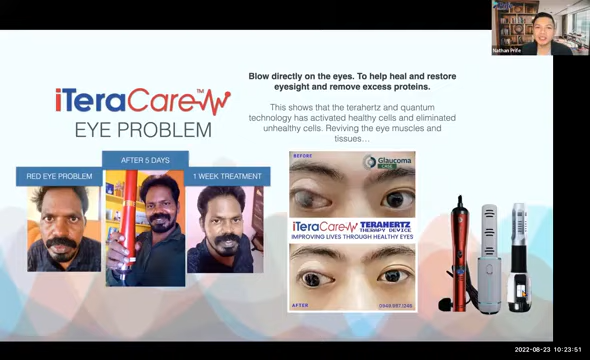 Nathan Prife
Blow directly on the eyes. To help heal and restore
eyesight and remove excess proteins.
This shows that the terahertz and quantum
technology has activated healthy cells and eliminated
unhealthy cells. Reviving the eye muscles and
tissues…
iTeraCare™
EYE PROBLEM
RED EYE PROBLEM
AFTER 5 DAYS
1 WEEK TREATMENT
BEFORE
Glaucoma
iTeraCare TERAHERTZ
THERAPY DEVICE
IMPROVING LIVES THROUGH HEALTHY EYES
AFTER
2022-08-23 10:23:51